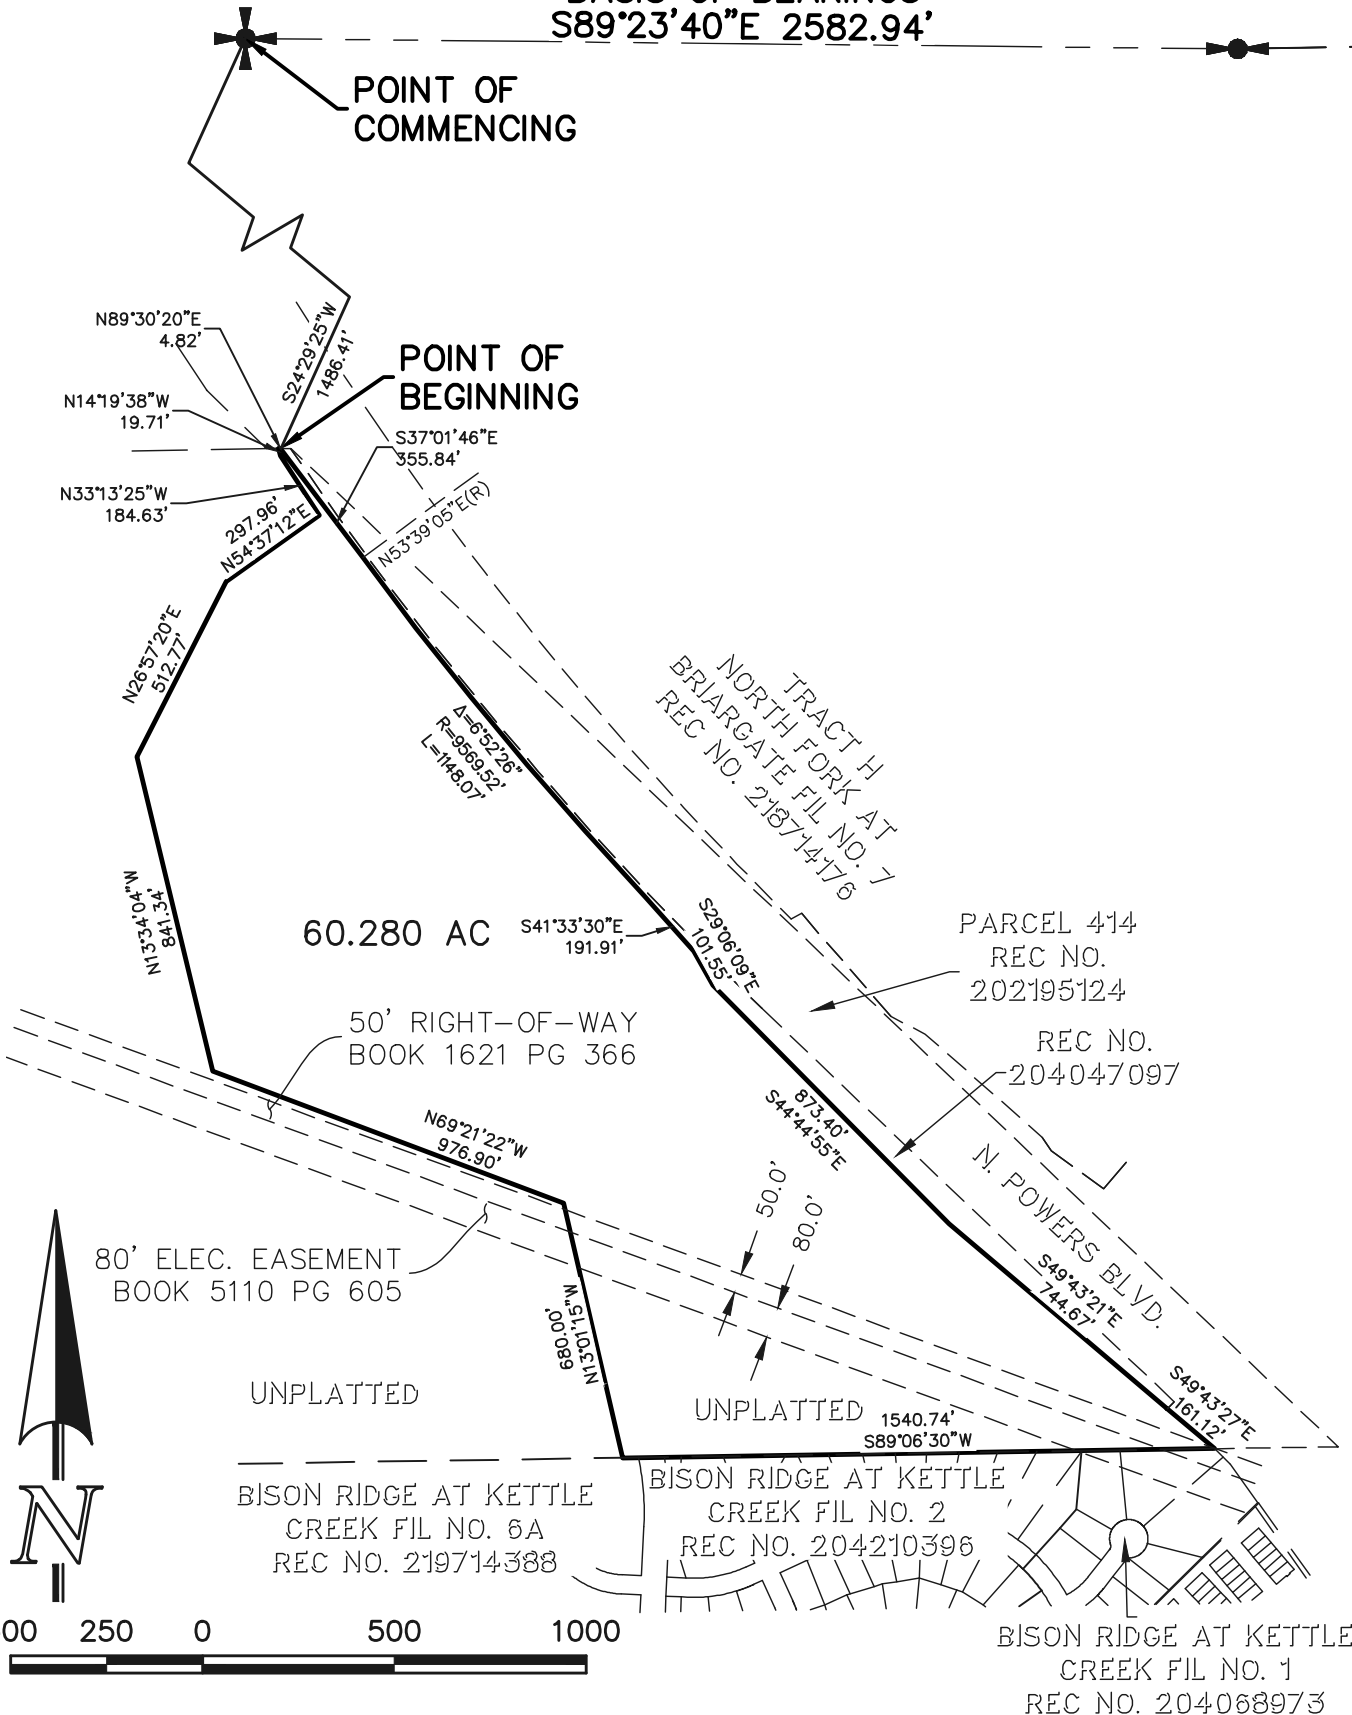 BASIS OF BEARINGS
S89°23'40"E 2582.94'
POINT OF
COMMENCING
N89°30'20"E
4.82'
S24°29'25"W
1486.41'
POINT OF
BEGINNING
N14°19'38"W
19.71'
S37°01'46"E
355.84'
N33°13'25"W
184.63'
297.96'
N54°37'12"E
N53°39'05"E(R)
N26°57'20"E
512.77'
Δ=6°52'26"
R=9569.52'
L=1148.07'
TRACT H
NORTH FORK AT
BRIARGATE FIL NO. 7
REC NO. 218714176
N13°34'04"W
841.34'
60.280 AC
S41°33'30"E
191.91'
S29°06'09"E
101.55'
PARCEL 414
REC NO.
202195124
50' RIGHT-OF-WAY
BOOK 1621 PG 366
REC NO.
204047097
873.40'
S44°44'55"E
N69°21'22"W
976.90'
N. POWERS BLVD.
50.0'
80.0'
80' ELEC. EASEMENT
BOOK 5110 PG 605
S49°43'21"E
744.67'
680.00'
N13°01'15"W
S49°43'27"E
161.12'
UNPLATTED
UNPLATTED
1540.74'
S89°06'30"W
BISON RIDGE AT KETTLE
CREEK FIL NO. 6A
REC NO. 219714388
BISON RIDGE AT KETTLE
CREEK FIL NO. 2
REC NO. 204210396
N
00 250 0 500 1000
BISON RIDGE AT KETTLE
CREEK FIL NO. 1
REC NO. 204068973